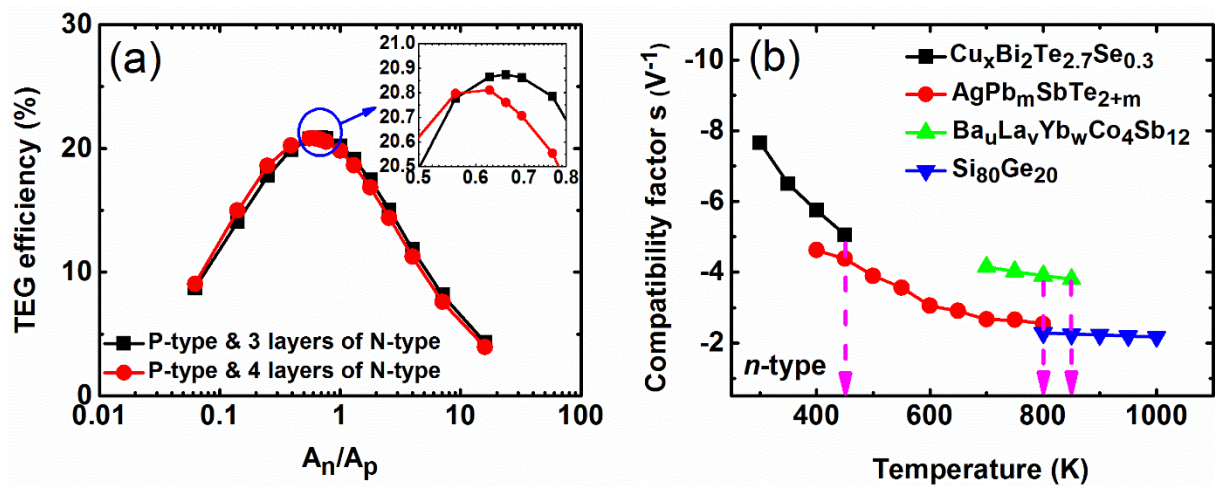 (a)
TEG efficiency (%)
30
20
10
0
0.01 0.1 1 10 100
Aₙ/Aₚ
P-type & 3 layers of N-type
P-type & 4 layers of N-type
21.0
20.9
20.8
20.7
20.6
20.5
0.5 0.6 0.7 0.8
(b)
Compatibility factor s (V⁻¹)
-10
-8
-6
-4
-2
400 600 800 1000
Temperature (K)
CuₓBi₂Te₂.₇Se₀.₃
AgPbₘSbTe₂₊ₘ
BaᵤLaᵥYb_wCo₄Sb₁₂
Si₈₀Ge₂₀
n-type